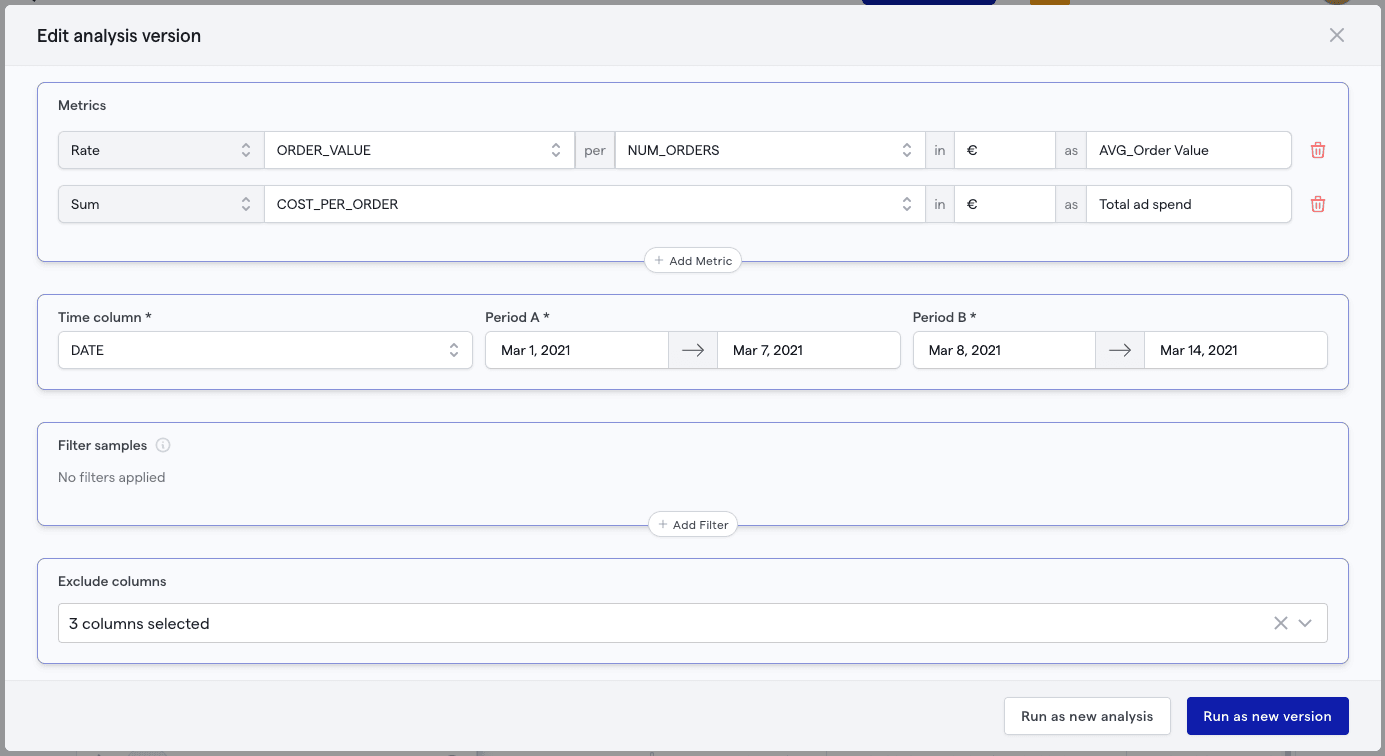 Edit analysis version
Metrics
Rate ORDER_VALUE per NUM_ORDERS in € as AVG_Order Value
Sum COST_PER_ORDER in € as Total ad spend
+ Add Metric
Time column * Period A * Period B *
DATE Mar 1, 2021 → Mar 7, 2021 Mar 8, 2021 → Mar 14, 2021
Filter samples
No filters applied
+ Add Filter
Exclude columns
3 columns selected
Run as new analysis Run as new version